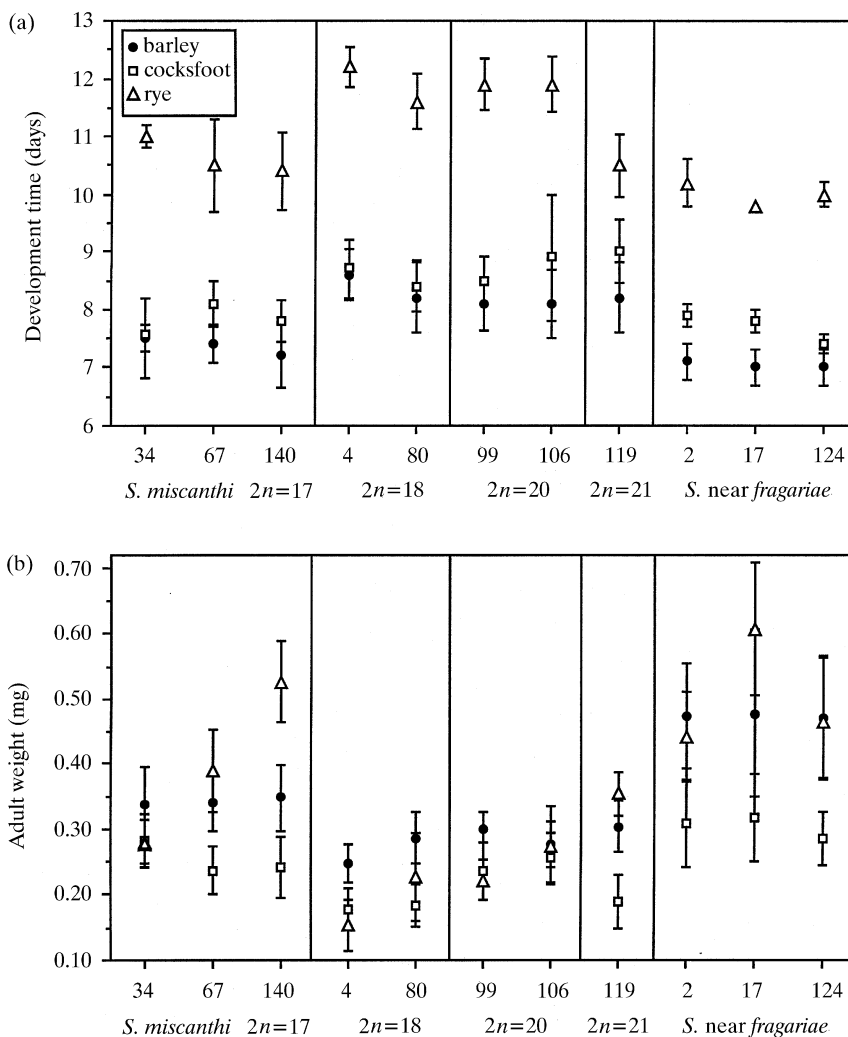 (a)
13
12
11
10
9
8
7
6
Development time (days)
barley
cocksfoot
rye
34 67 140 4 80 99 106 119 2 17 124
S. miscanthi 2n=17 2n=18 2n=20 2n=21 S. near fragariae
(b)
0.70
0.60
0.50
0.40
0.30
0.20
0.10
Adult weight (mg)
34 67 140 4 80 99 106 119 2 17 124
S. miscanthi 2n=17 2n=18 2n=20 2n=21 S. near fragariae